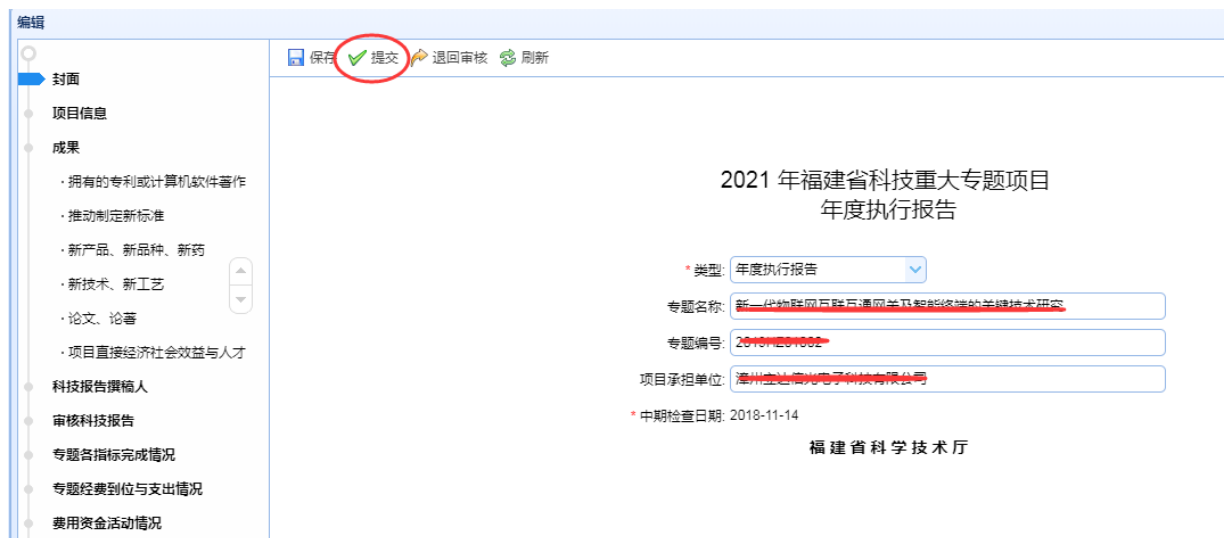 编辑
保存 提交 退回审核 刷新
封面
项目信息
成果
·拥有的专利或计算机软件著作
·推动制定新标准
·新产品、新品种、新药
·新技术、新工艺
·论文、论著
·项目直接经济社会效益与人才
科技报告撰稿人
审核科技报告
专题各指标完成情况
专题经费到位与支出情况
费用资金活动情况
2021 年福建省科技重大专题项目
年度执行报告
*类型: 年度执行报告
专题名称:
专题编号:
项目承担单位:
*中期检查日期: 2018-11-14
福建省科学技术厅